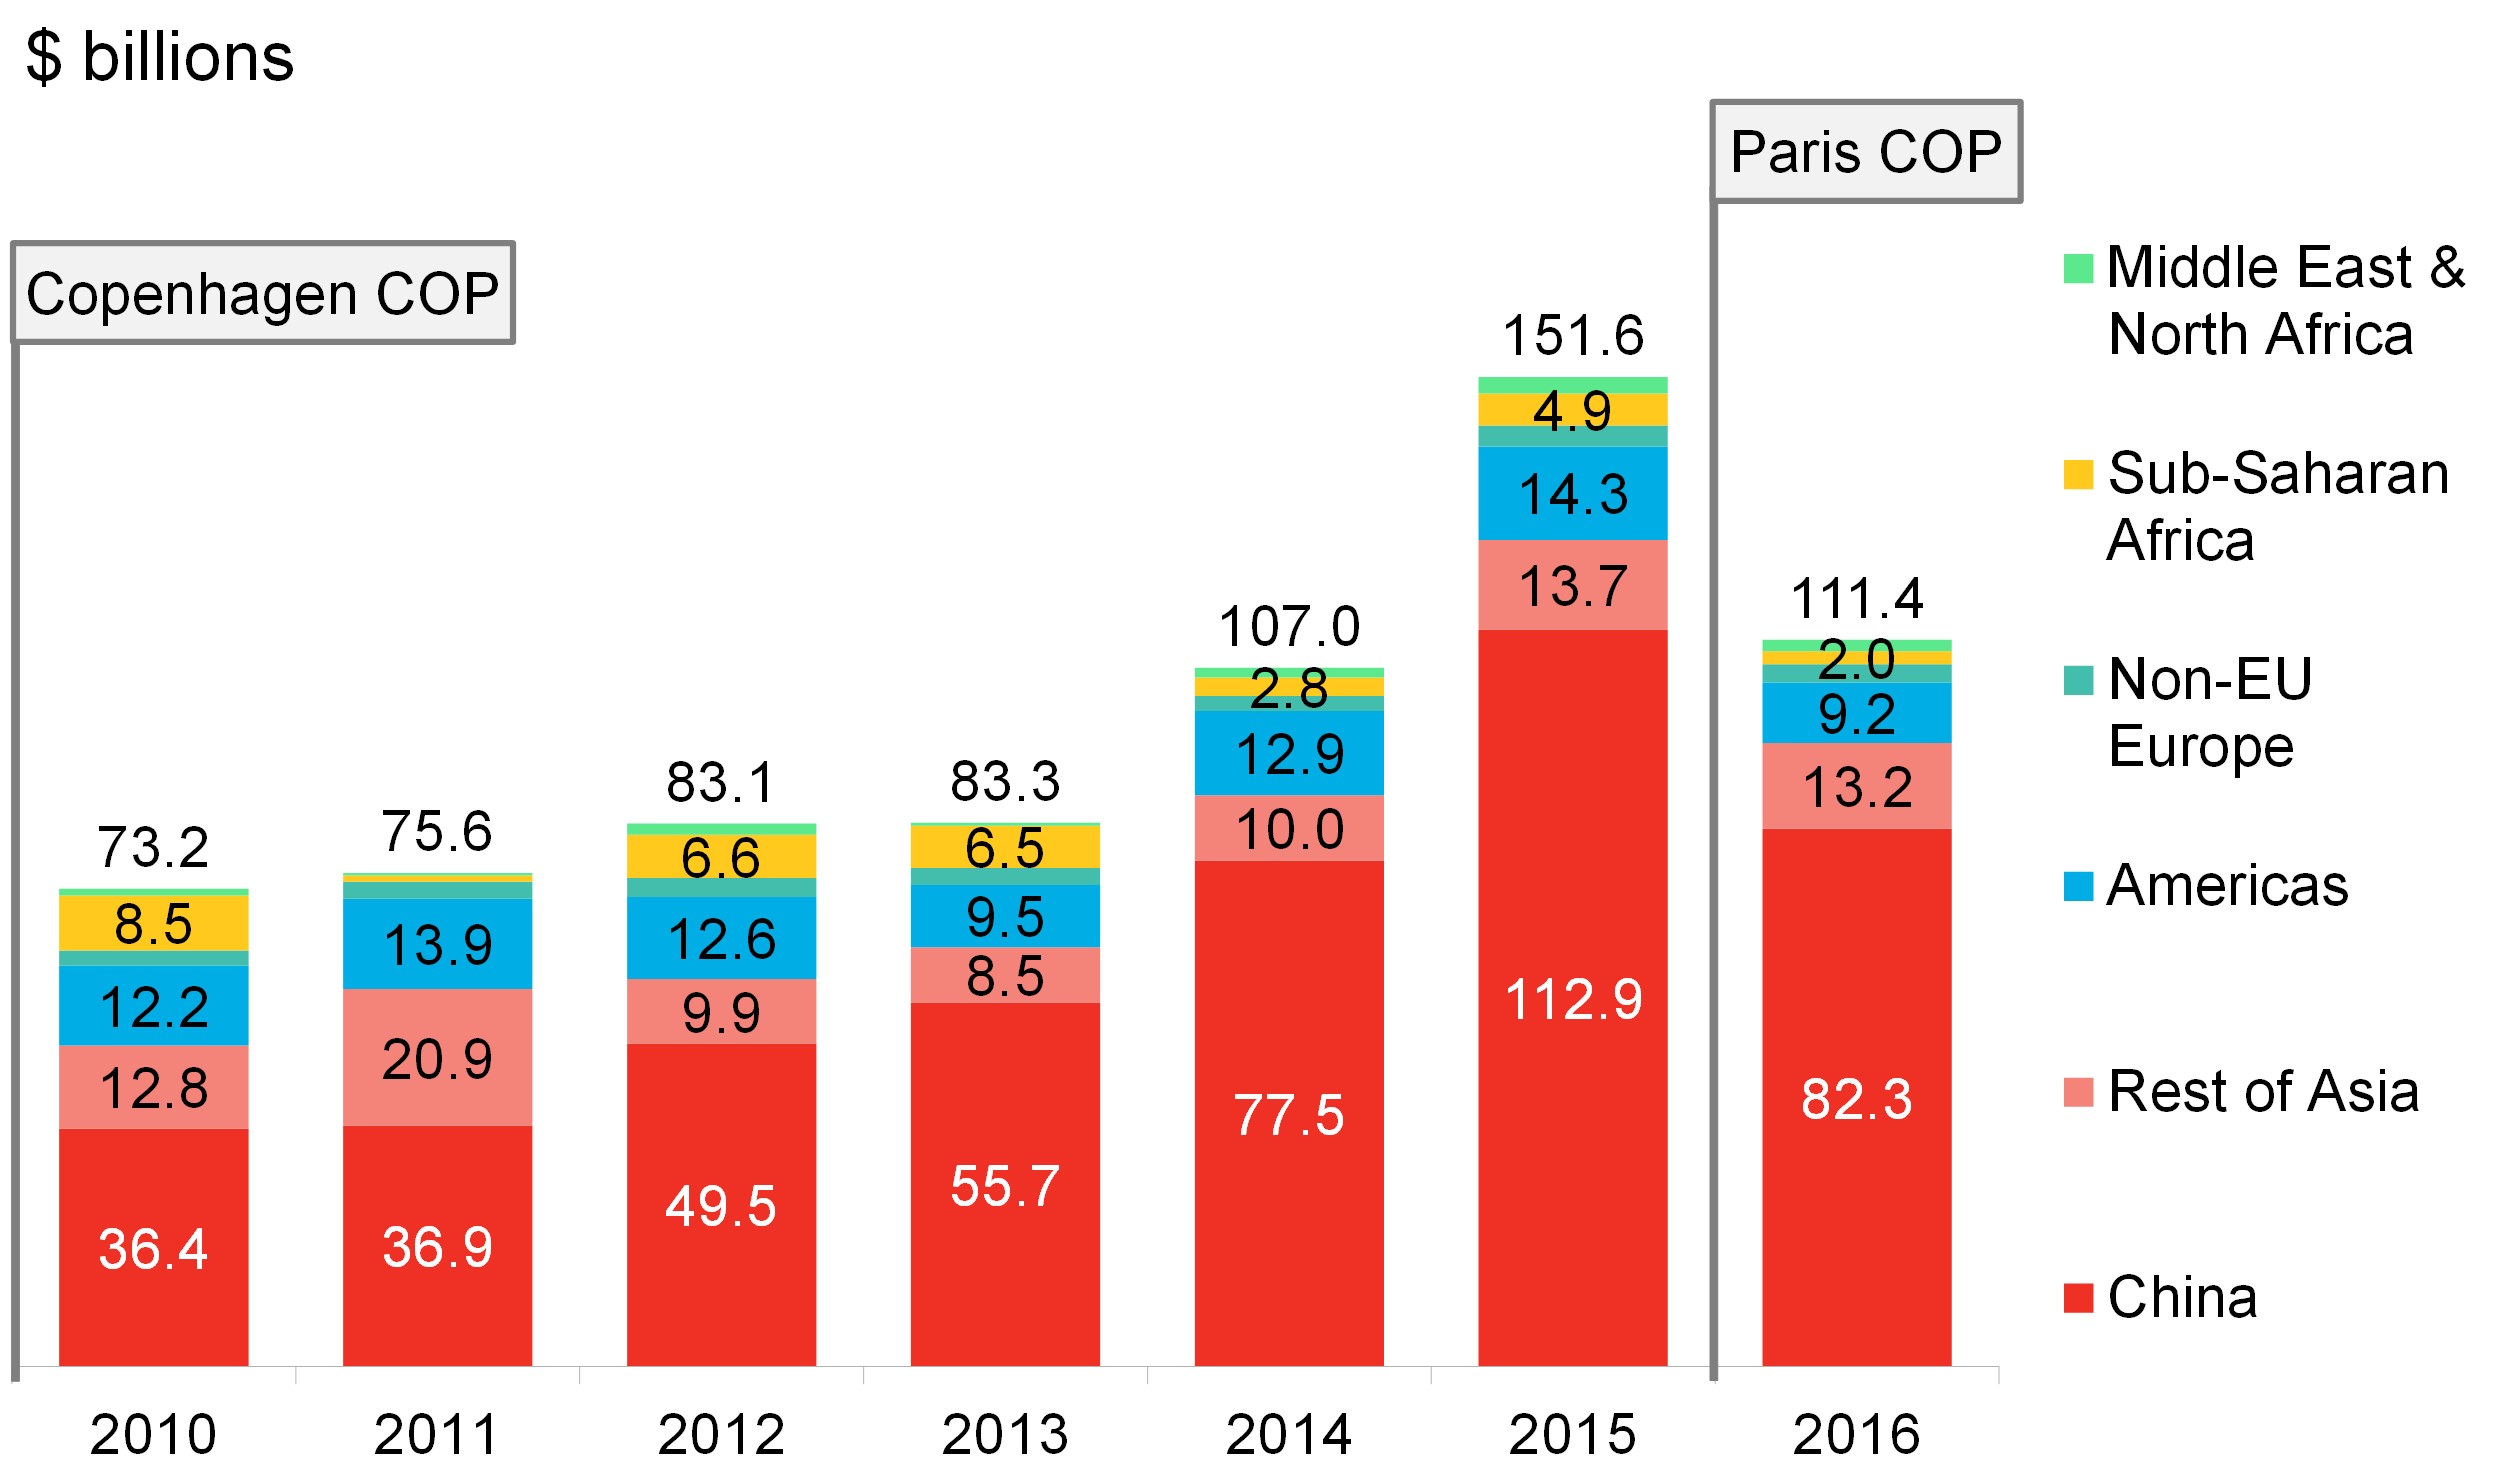 $ billions
Paris COP
Copenhagen COP
73.2
8.5
12.2
12.8
36.4
75.6
13.9
20.9
36.9
83.1
6.6
12.6
9.9
49.5
83.3
6.5
9.5
8.5
55.7
107.0
2.8
12.9
10.0
77.5
151.6
4.9
14.3
13.7
112.9
111.4
2.0
9.2
13.2
82.3
2010 2011 2012 2013 2014 2015 2016
Middle East &
North Africa
Sub-Saharan
Africa
Non-EU
Europe
Americas
Rest of Asia
China